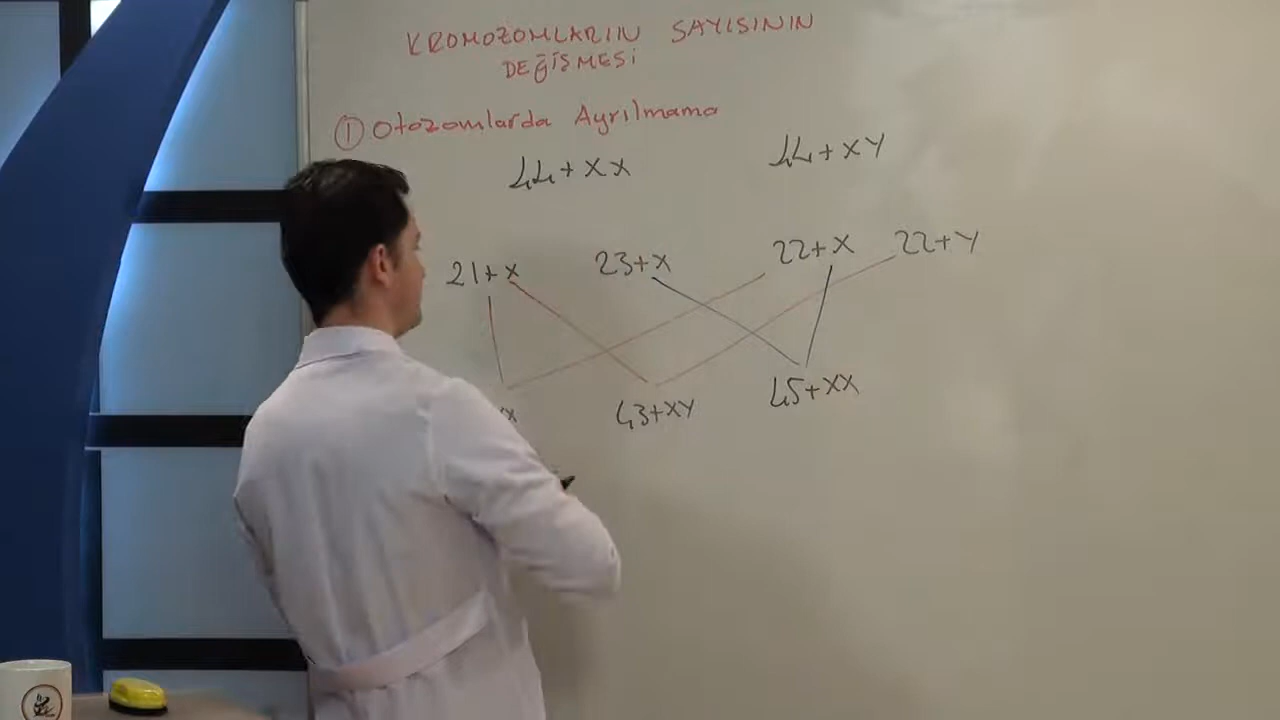 KROMOZOMLARIN SAYISININ
DEĞİŞMESİ
① Otozomlarda Ayrılmama
44+XX 44+XY
21+X 23+X 22+X 22+Y
43+XY 45+XX